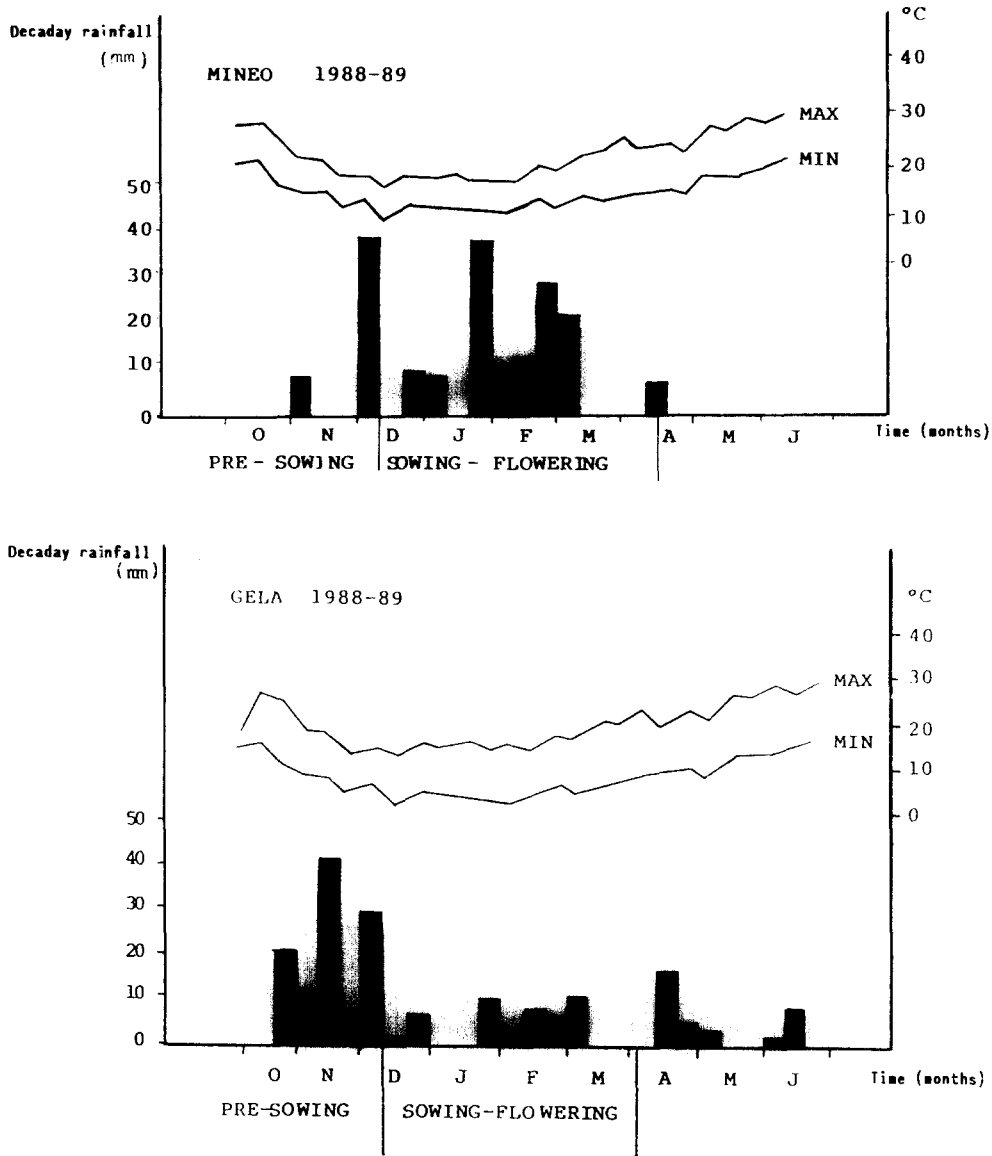 Decaday rainfall
(mm)
°C
MINEO 1988-89
40
30
MAX
20
MIN
10
0
50
40
30
20
10
0
O N D J F M A M J
Time (months)
PRE - SOWING SOWING - FLOWERING
Decaday rainfall
(mm)
GELA 1988-89
°C
40
30
MAX
20
MIN
10
0
50
40
30
20
10
0
O N D J F M A M J
Time (months)
PRE-SOWING SOWING-FLOWERING